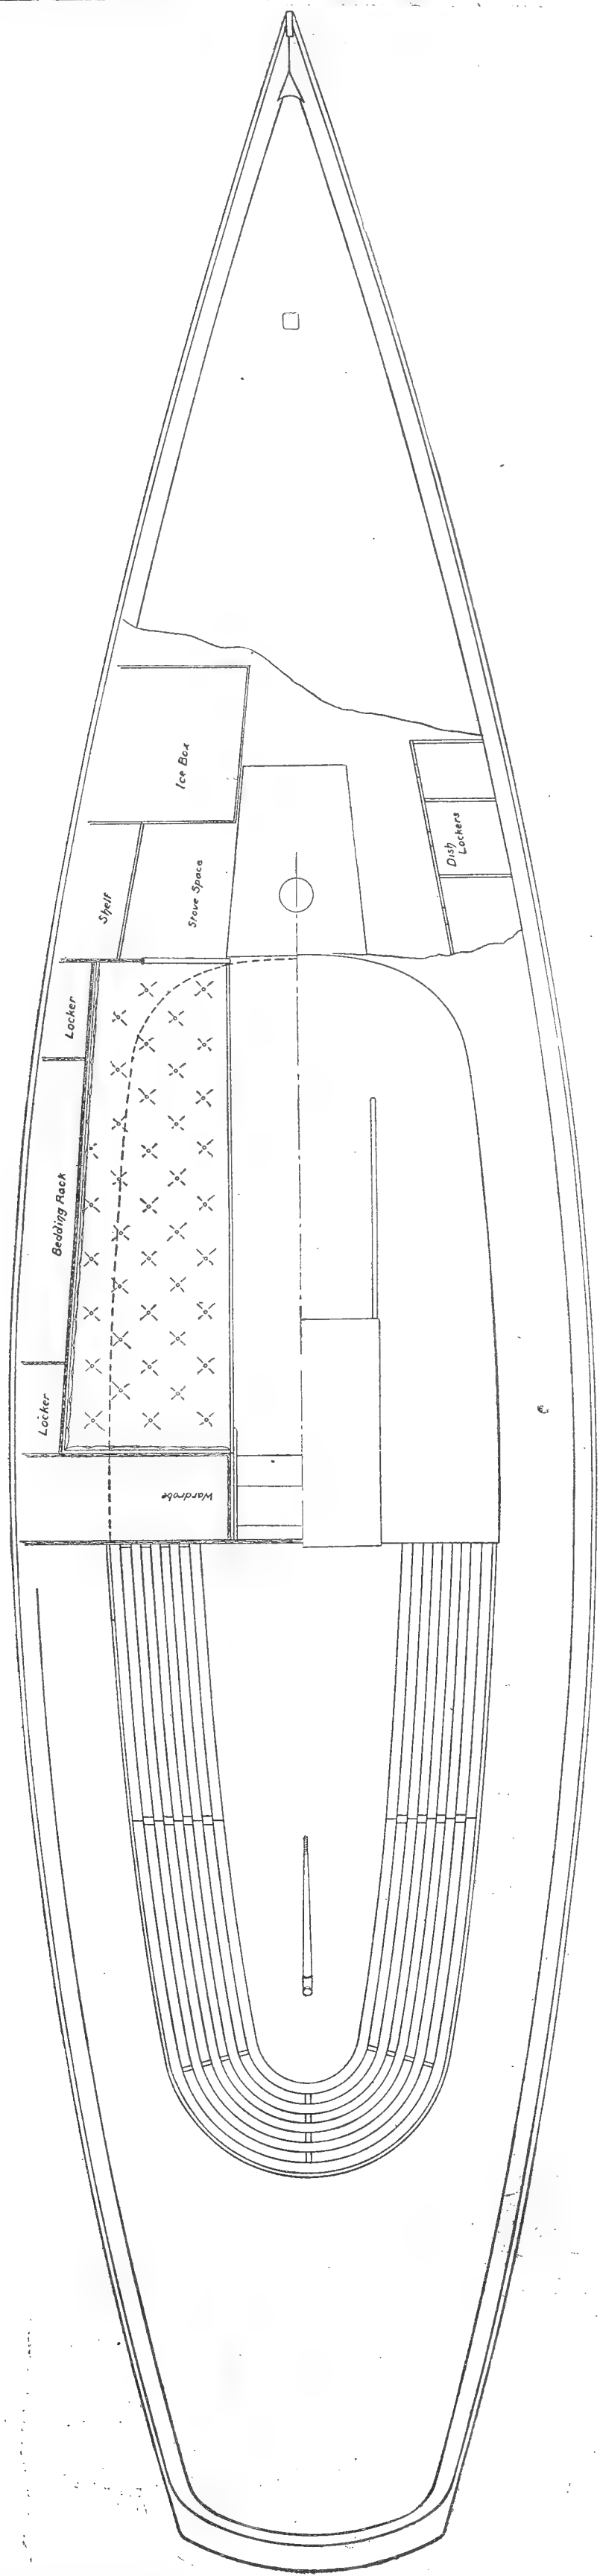 Ice Box
Dish
Lockers
Shelf
Stove Space
Locker
Bedding Rack
Locker
Wardrobe